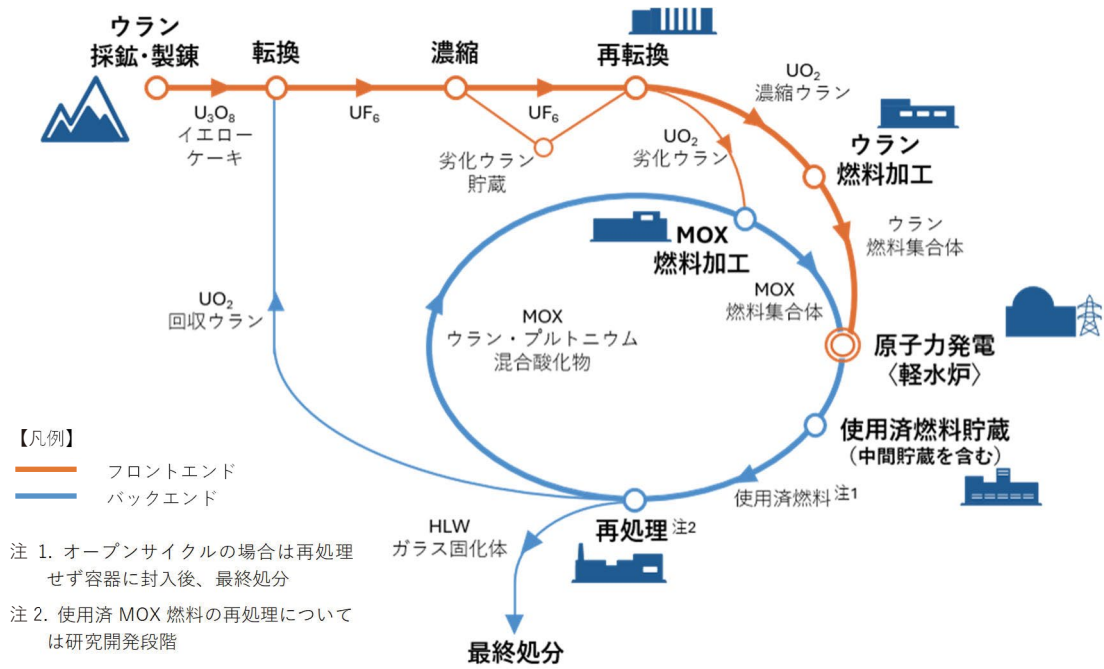 ウラン
採鉱・製錬
転換
濃縮
再転換
U₃O₈
イエロー
ケーキ
UF₆
UF₆
劣化ウラン
貯蔵
UO₂
濃縮ウラン
UO₂
劣化ウラン
ウラン
燃料加工
ウラン
燃料集合体
MOX
燃料加工
MOX
燃料集合体
UO₂
回収ウラン
MOX
ウラン・プルトニウム
混合酸化物
原子力発電
〈軽水炉〉
使用済燃料貯蔵
(中間貯蔵を含む)
使用済燃料注1
再処理注2
HLW
ガラス固化体
最終処分
【凡例】
フロントエンド
バックエンド
注 1. オープンサイクルの場合は再処理
せず容器に封入後、最終処分
注 2. 使用済 MOX 燃料の再処理について
は研究開発段階